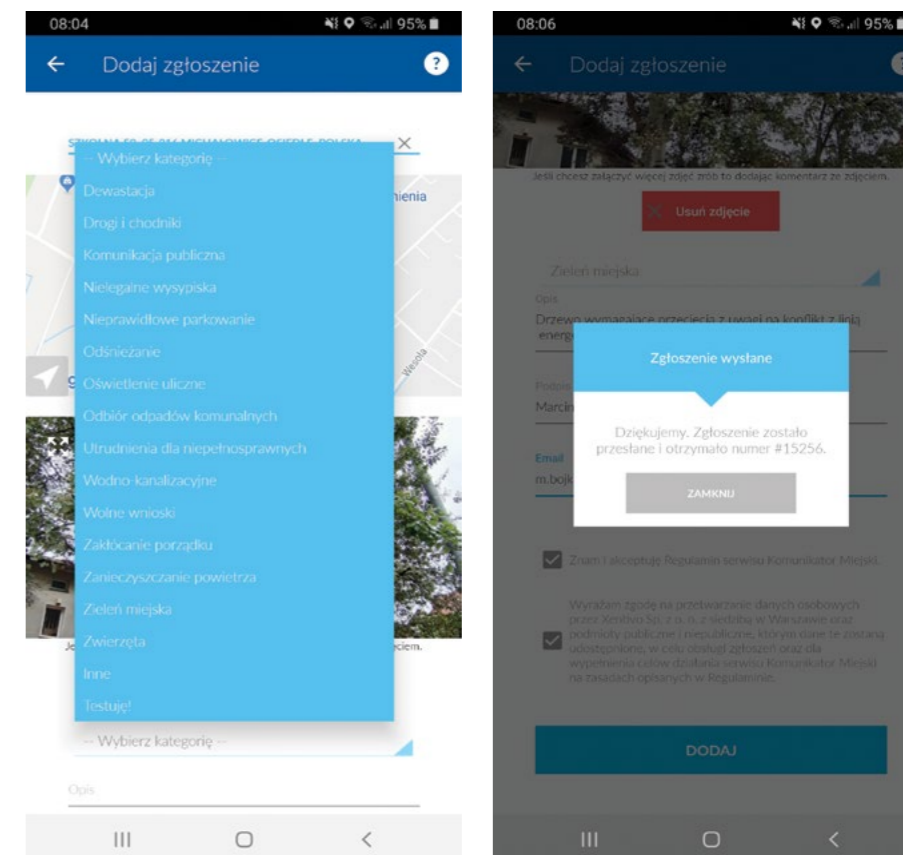 08:04
95%
Dodaj zgłoszenie
?
-- Wybierz kategorię --
Dewastacja
Drogi i chodniki
Komunikacja publiczna
Nielegalne wysypiska
Nieprawidłowe parkowanie
Odśnieżanie
Oświetlenie uliczne
Odbiór odpadów komunalnych
Utrudnienia dla niepełnosprawnych
Wodno-kanalizacyjne
Wolne wnioski
Zakłócanie porządku
Zanieczyszczanie powietrza
Zieleń miejska
Zwierzęta
Inne
Testuję!
Wesoła
-- Wybierz kategorię --
Opis
08:06
95%
Dodaj zgłoszenie
Jeśli chcesz załączyć więcej zdjęć zrób to dodając komentarz ze zdjęciem.
Usuń zdjęcie
Zieleń miejska
Opis
Drzewo wymagające przecięcia z uwagi na konflikt z linią
Zgłoszenie wysłane
Podpis
Marcin
Dziękujemy. Zgłoszenie zostało
przesłane i otrzymało numer #15256.
Email
m.bojk
ZAMKNIJ
Znam i akceptuję Regulamin serwisu Komunikator Miejski.
Wyrażam zgodę na przetwarzanie danych osobowych
przez Xentivo Sp. z o. o. z siedzibą w Warszawie oraz
podmioty publiczne i niepubliczne, którym dane te zostaną
udostępnione, w celu obsługi zgłoszeń oraz dla
wypełnienia celów działania serwisu Komunikator Miejski
na zasadach opisanych w Regulaminie.
DODAJ